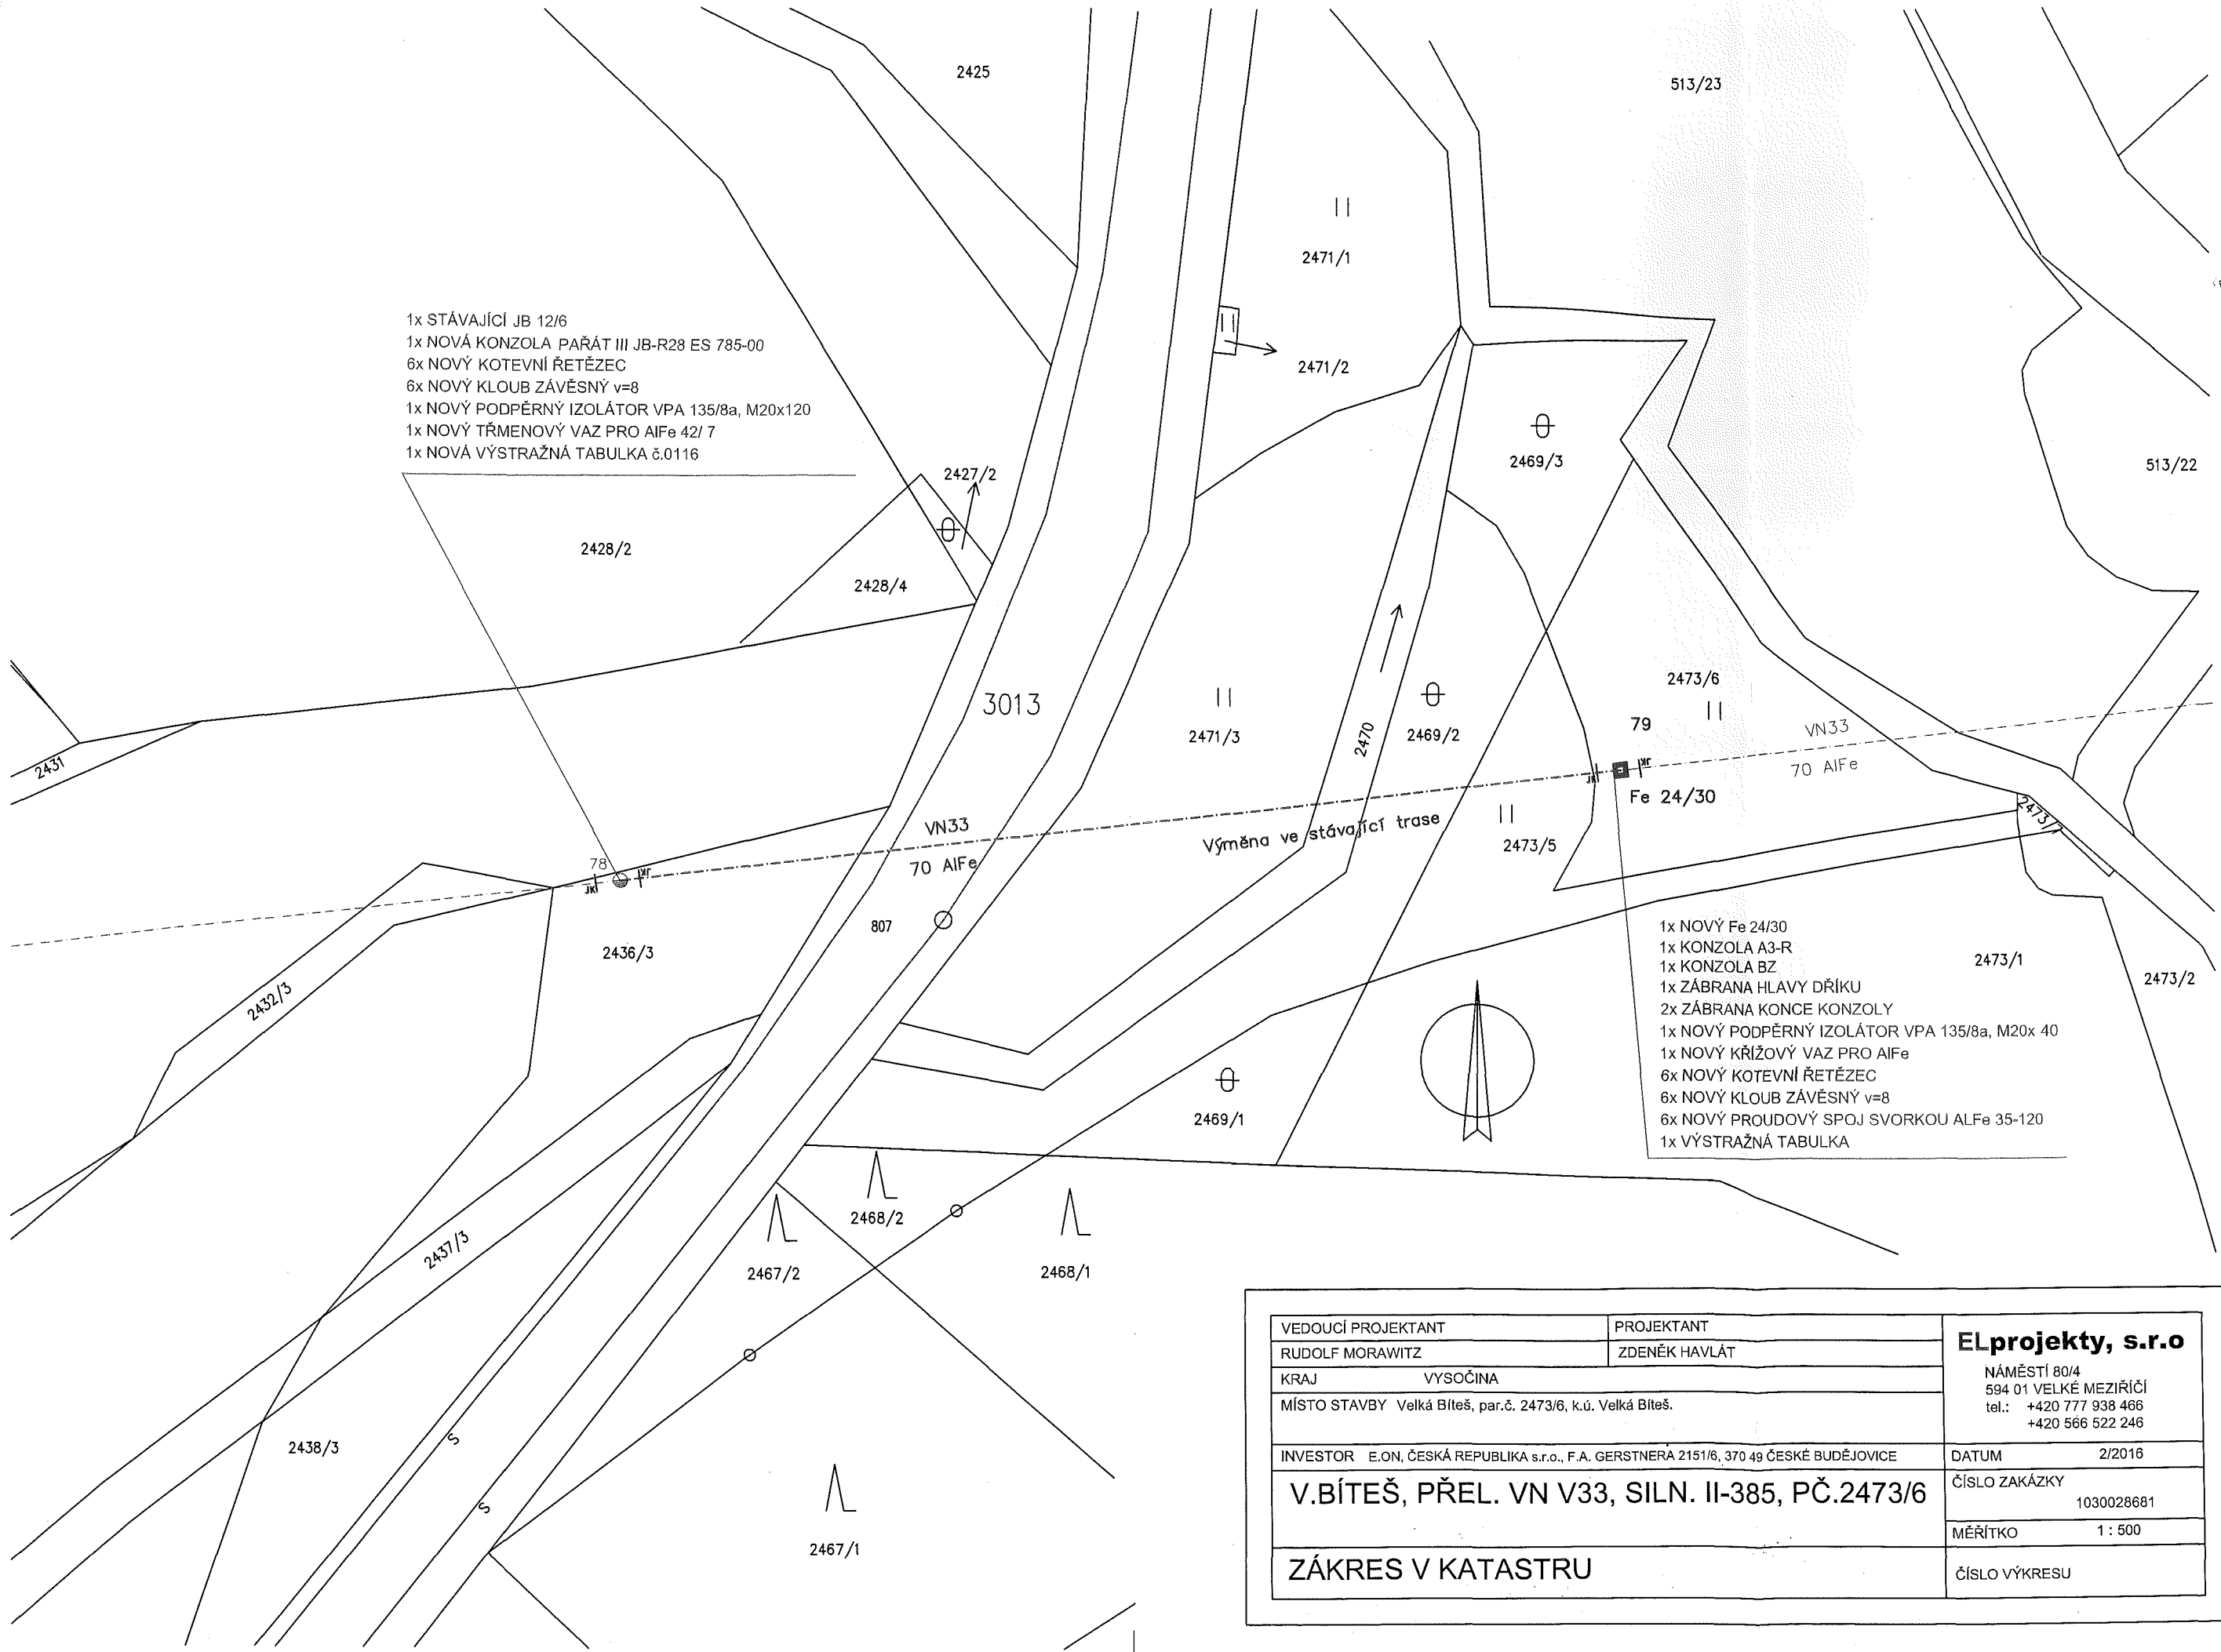 2425
513/23
2471/1
1x STÁVAJÍCÍ JB 12/6
1x NOVÁ KONZOLA PAŘÁT III JB-R28 ES 785-00
6x NOVÝ KOTEVNÍ ŘETĚZEC
6x NOVÝ KLOUB ZÁVĚSNÝ v=8
1x NOVÝ PODPĚRNÝ IZOLÁTOR VPA 135/8a, M20x120
1x NOVÝ TŘMENOVÝ VAZ PRO AlFe 42/ 7
1x NOVÁ VÝSTRAŽNÁ TABULKA č.0116
2471/2
2469/3
513/22
2427/2
2428/2
2428/4
3013
2471/3
2470
2469/2
2473/6
79
VN33
70 AlFe
JK
JK
Fe 24/30
2431
VN33
70 AlFe
Výměna ve stávající trase
2473/5
2473/7
78
JK
JK
807
2436/3
2432/3
1x NOVÝ Fe 24/30
1x KONZOLA A3-R
1x KONZOLA BZ
1x ZÁBRANA HLAVY DŘÍKU
2x ZÁBRANA KONCE KONZOLY
1x NOVÝ PODPĚRNÝ IZOLÁTOR VPA 135/8a, M20x 40
1x NOVÝ KŘÍŽOVÝ VAZ PRO AlFe
6x NOVÝ KOTEVNÍ ŘETĚZEC
6x NOVÝ KLOUB ZÁVĚSNÝ v=8
6x NOVÝ PROUDOVÝ SPOJ SVORKOU ALFe 35-120
1x VÝSTRAŽNÁ TABULKA
2473/1
2473/2
2469/1
2468/2
2467/2
2468/1
2437/3
2438/3
S
S
2467/1
VEDOUCÍ PROJEKTANT PROJEKTANT
RUDOLF MORAWITZ ZDENĚK HAVLÁT
KRAJ VYSOČINA
MÍSTO STAVBY Velká Bíteš, par.č. 2473/6, k.ú. Velká Bíteš.
INVESTOR E.ON, ČESKÁ REPUBLIKA s.r.o., F.A. GERSTNERA 2151/6, 370 49 ČESKÉ BUDĚJOVICE
V.BÍTEŠ, PŘEL. VN V33, SILN. II-385, PČ.2473/6
ZÁKRES V KATASTRU
ELprojekty, s.r.o
NÁMĚSTÍ 80/4
594 01 VELKÉ MEZIŘÍČÍ
tel.: +420 777 938 466
+420 566 522 246
DATUM 2/2016
ČÍSLO ZAKÁZKY
1030028681
MĚŘÍTKO 1 : 500
ČÍSLO VÝKRESU